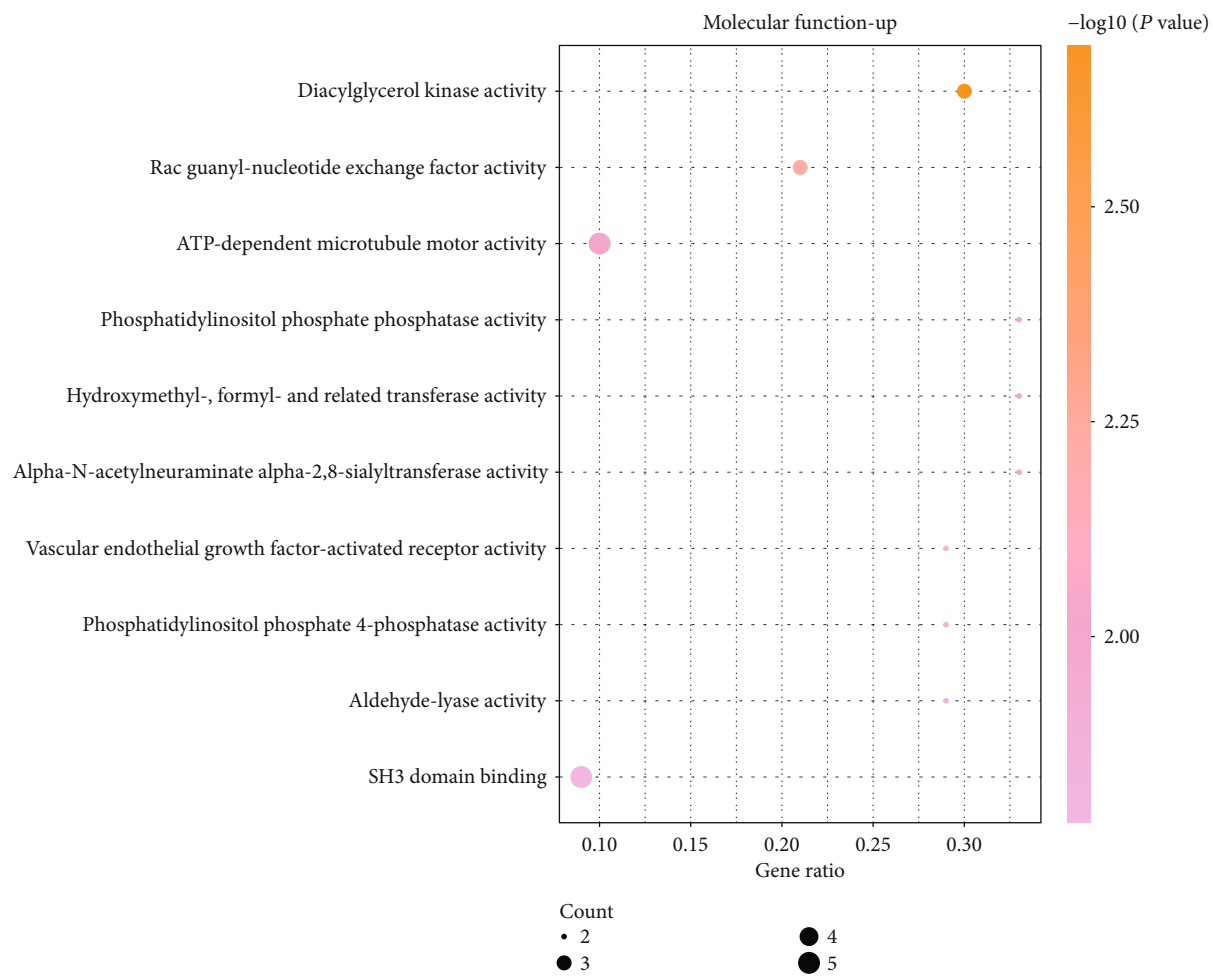 Molecular function-up
−log10 (P value)
Diacylglycerol kinase activity
Rac guanyl-nucleotide exchange factor activity
ATP-dependent microtubule motor activity
Phosphatidylinositol phosphate phosphatase activity
Hydroxymethyl-, formyl- and related transferase activity
Alpha-N-acetylneuraminate alpha-2,8-sialyltransferase activity
Vascular endothelial growth factor-activated receptor activity
Phosphatidylinositol phosphate 4-phosphatase activity
Aldehyde-lyase activity
SH3 domain binding
2.50
2.25
2.00
0.10 0.15 0.20 0.25 0.30
Gene ratio
Count
2 4
3 5